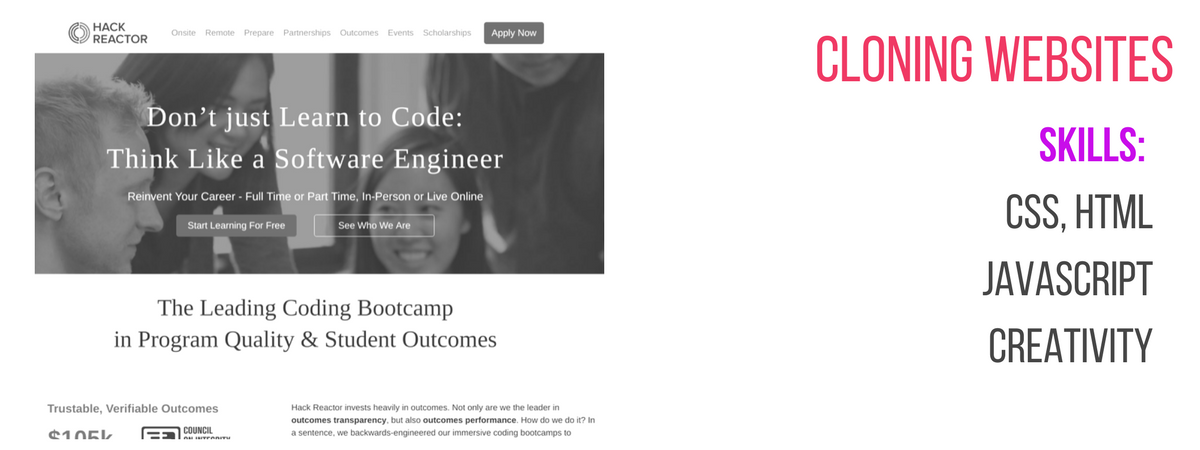 HACK
REACTOR
Onsite Remote Prepare Partnerships Outcomes Events Scholarships Apply Now
Don’t just Learn to Code:
Think Like a Software Engineer
Reinvent Your Career - Full Time or Part Time, In-Person or Live Online
Start Learning For Free See Who We Are
The Leading Coding Bootcamp
in Program Quality & Student Outcomes
Trustable, Verifiable Outcomes
$105k
COUNCIL
ON INTEGRITY
Hack Reactor invests heavily in outcomes. Not only are we the leader in
outcomes transparency, but also outcomes performance. How do we do it? In
a sentence, we backwards-engineered our immersive coding bootcamps to
CLONING WEBSITES
SKILLS:
CSS, HTML
JAVASCRIPT
CREATIVITY